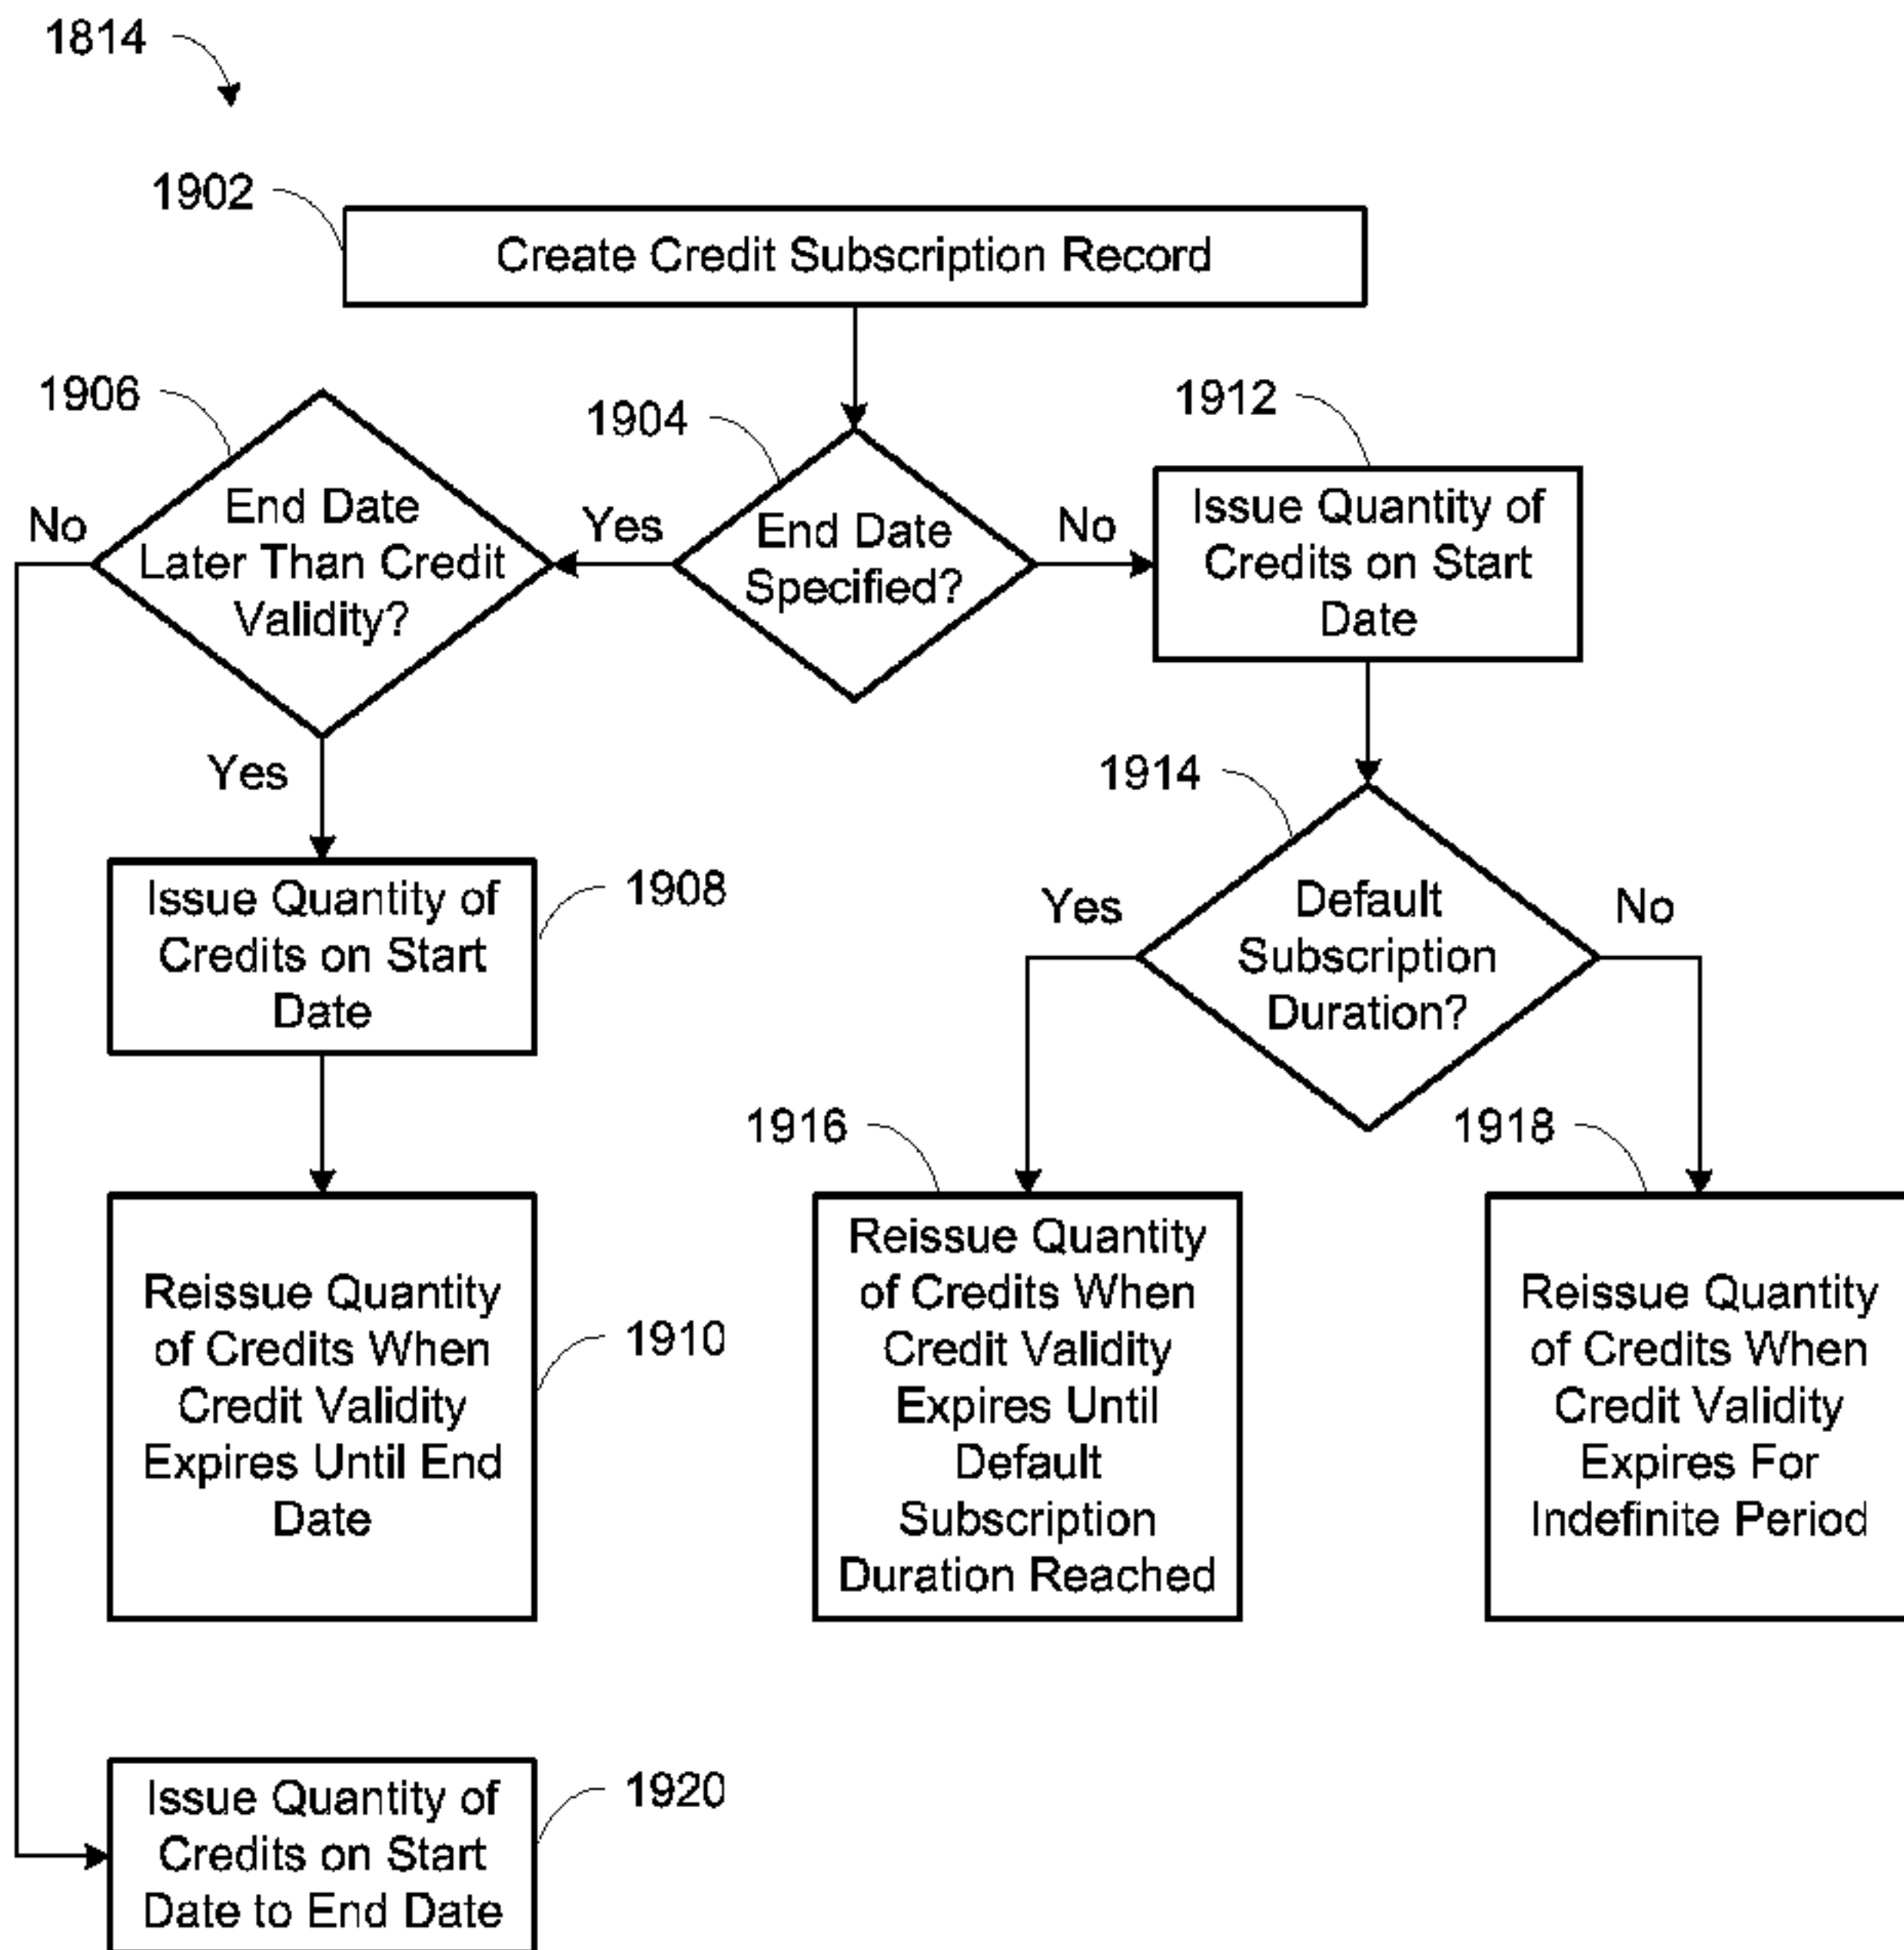 1814
1902
Create Credit Subscription Record
1906
End Date
Later Than Credit
Validity?
No
Yes
1904
End Date
Specified?
Yes
No
1912
Issue Quantity of
Credits on Start
Date
1908
Issue Quantity of
Credits on Start
Date
1914
Default
Subscription
Duration?
Yes
No
1910
Reissue Quantity
of Credits When
Credit Validity
Expires Until End
Date
1916
Reissue Quantity
of Credits When
Credit Validity
Expires Until
Default
Subscription
Duration Reached
1918
Reissue Quantity
of Credits When
Credit Validity
Expires For
Indefinite Period
1920
Issue Quantity of
Credits on Start
Date to End Date